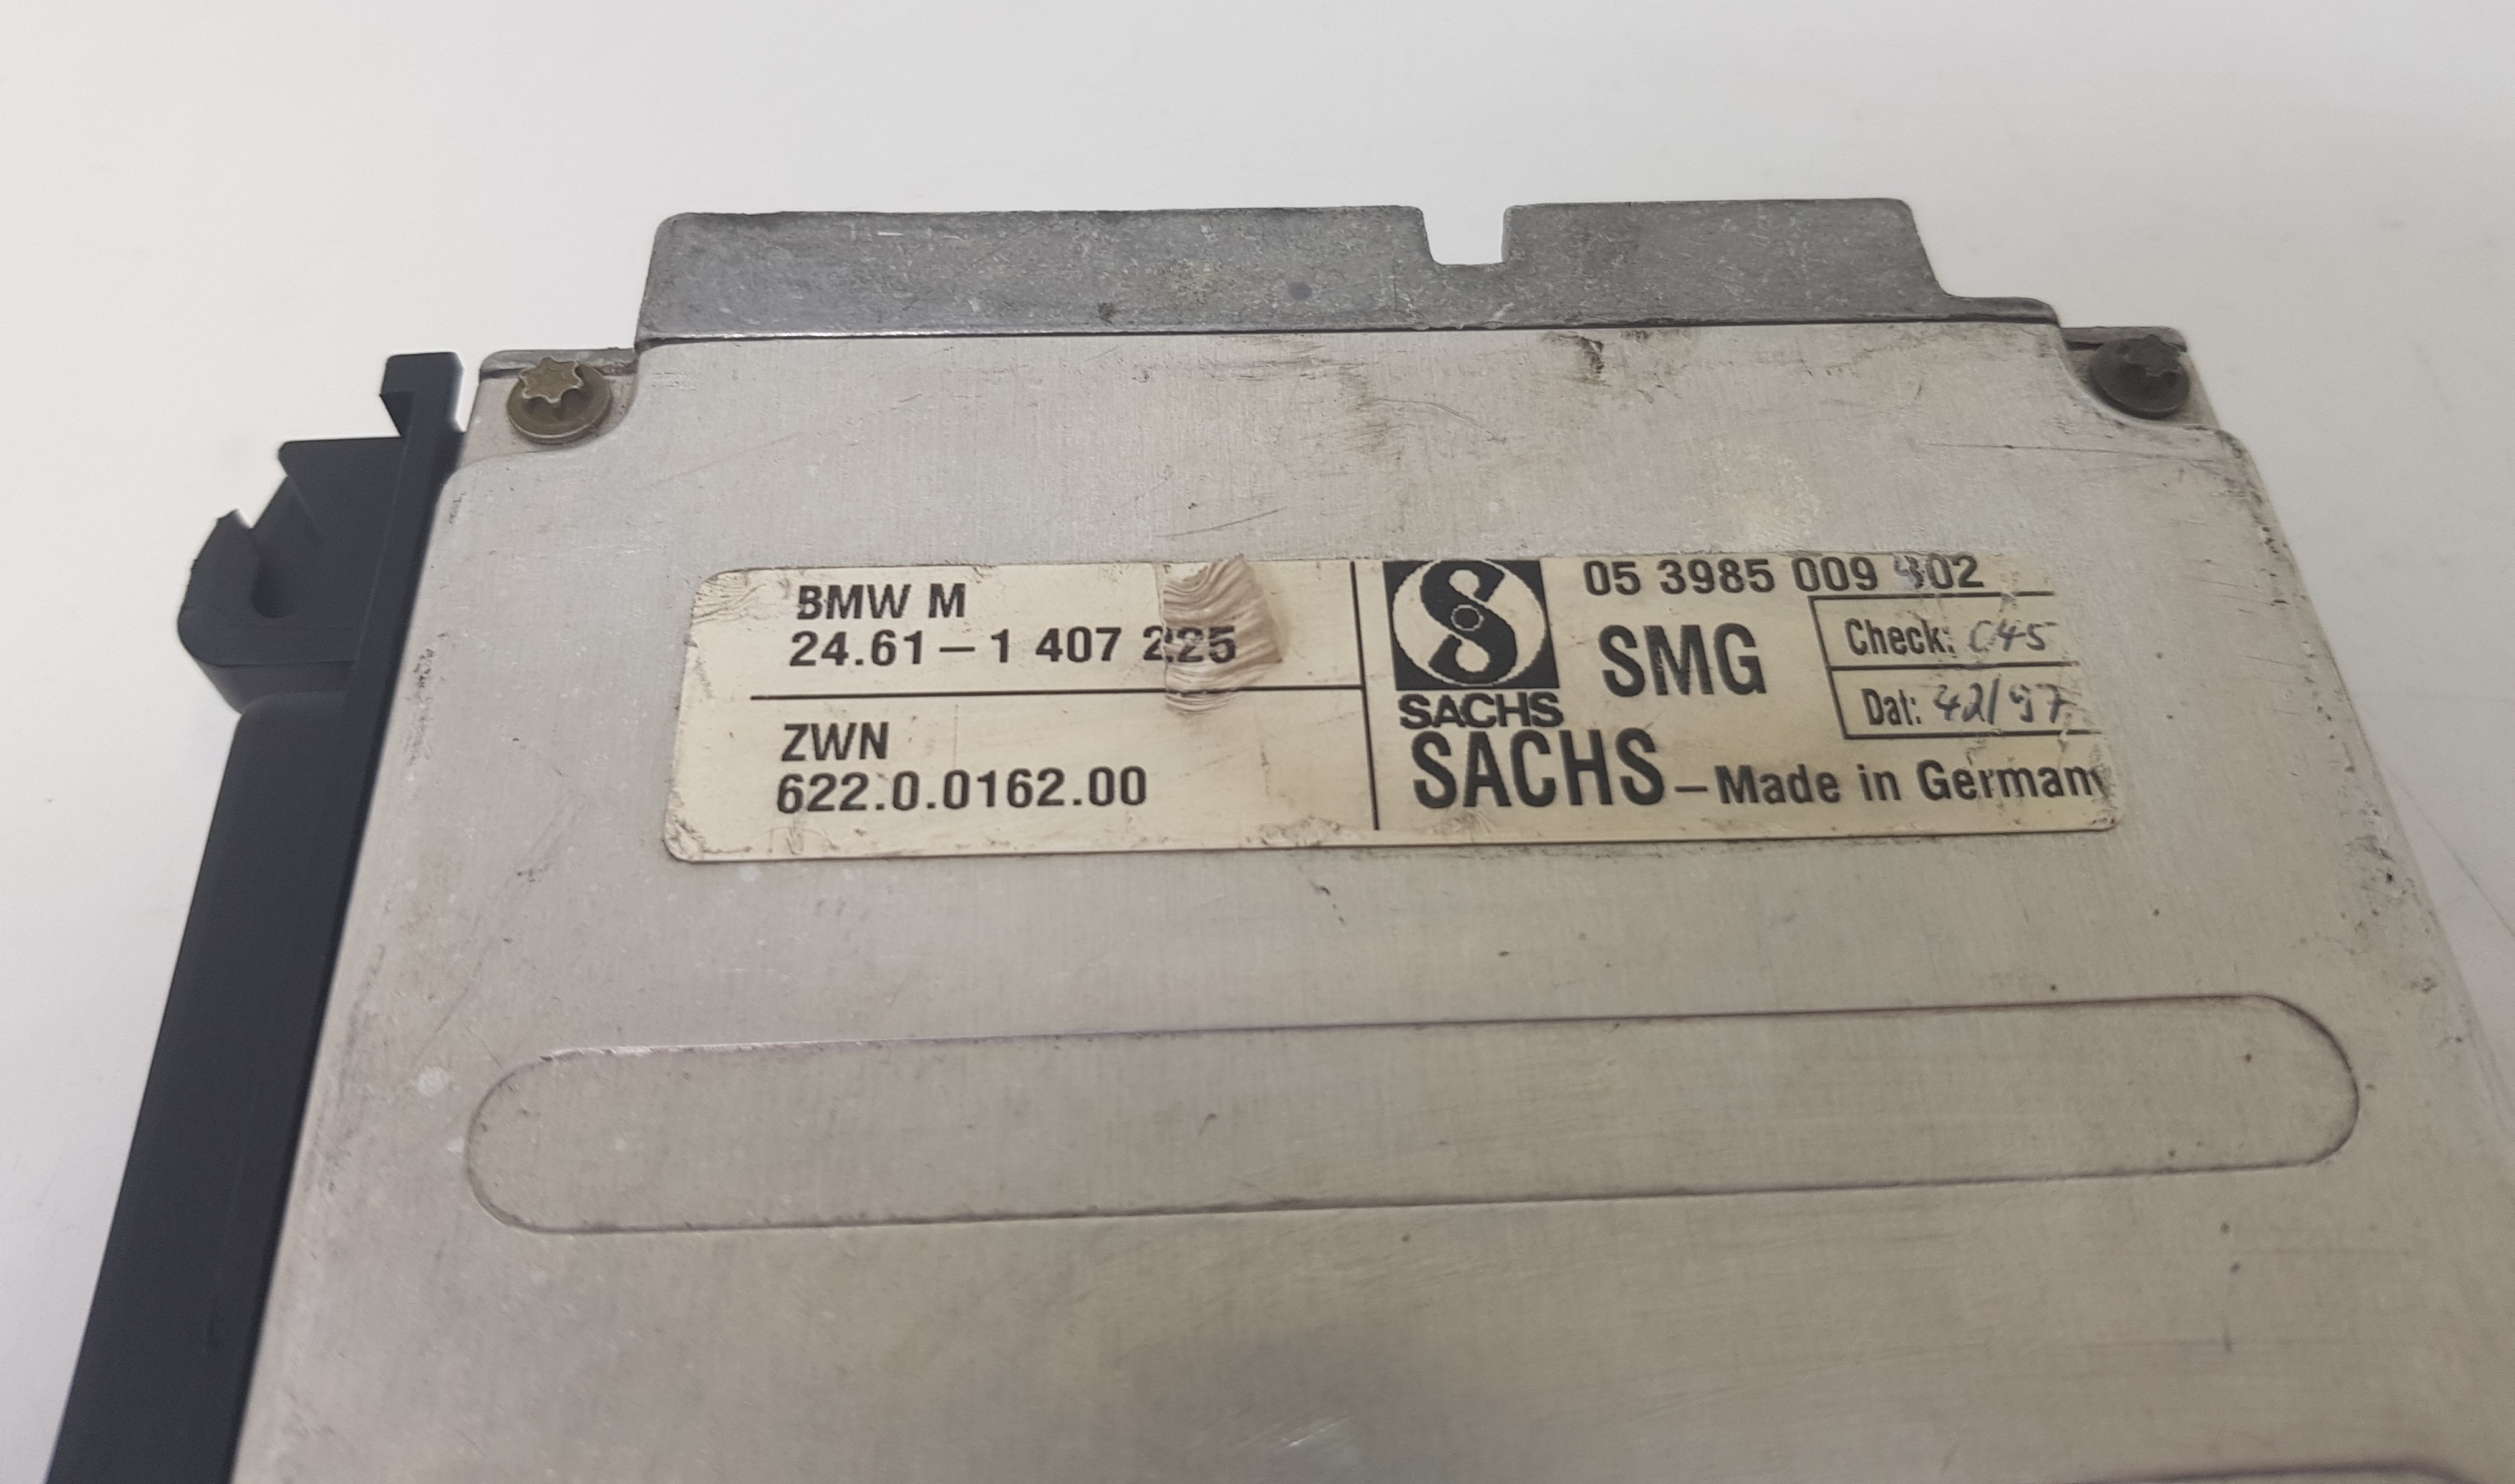 BMW M
24.61 – 1 407 225
ZWN
622.0.0162.00
SACHS
05 3985 009 402
SMG
Check: C45
Dat: 42/97
SACHS – Made in German